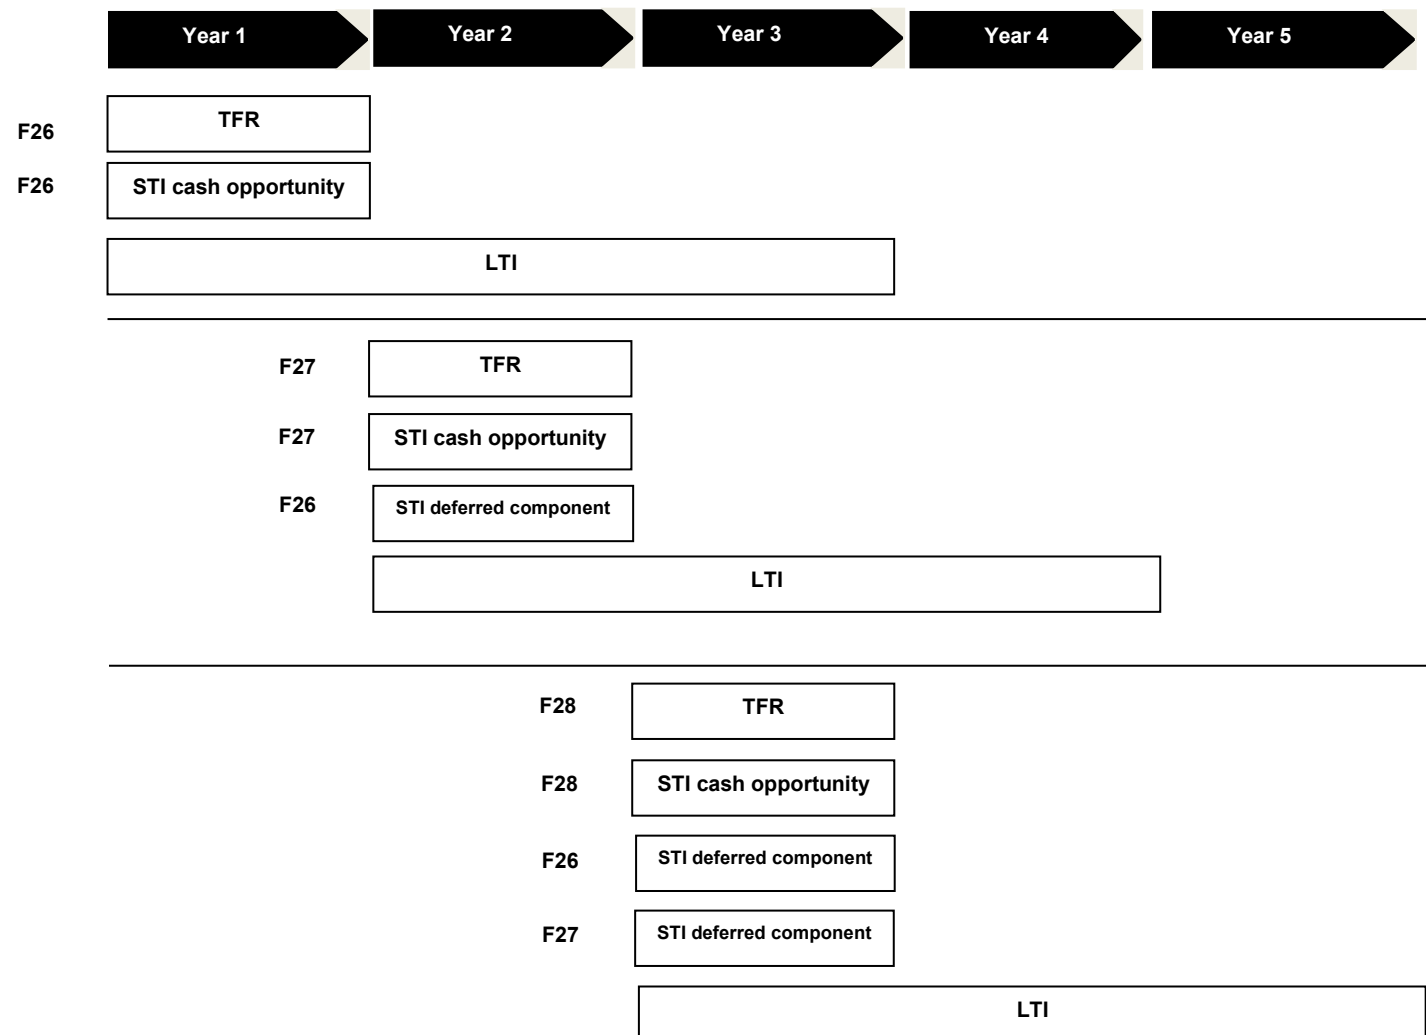 Year 1
Year 2
Year 3
Year 4
Year 5
F26
TFR
F26
STI cash opportunity
LTI
F27
TFR
F27
STI cash opportunity
F26
STI deferred component
LTI
F28
TFR
F28
STI cash opportunity
F26
STI deferred component
F27
STI deferred component
LTI